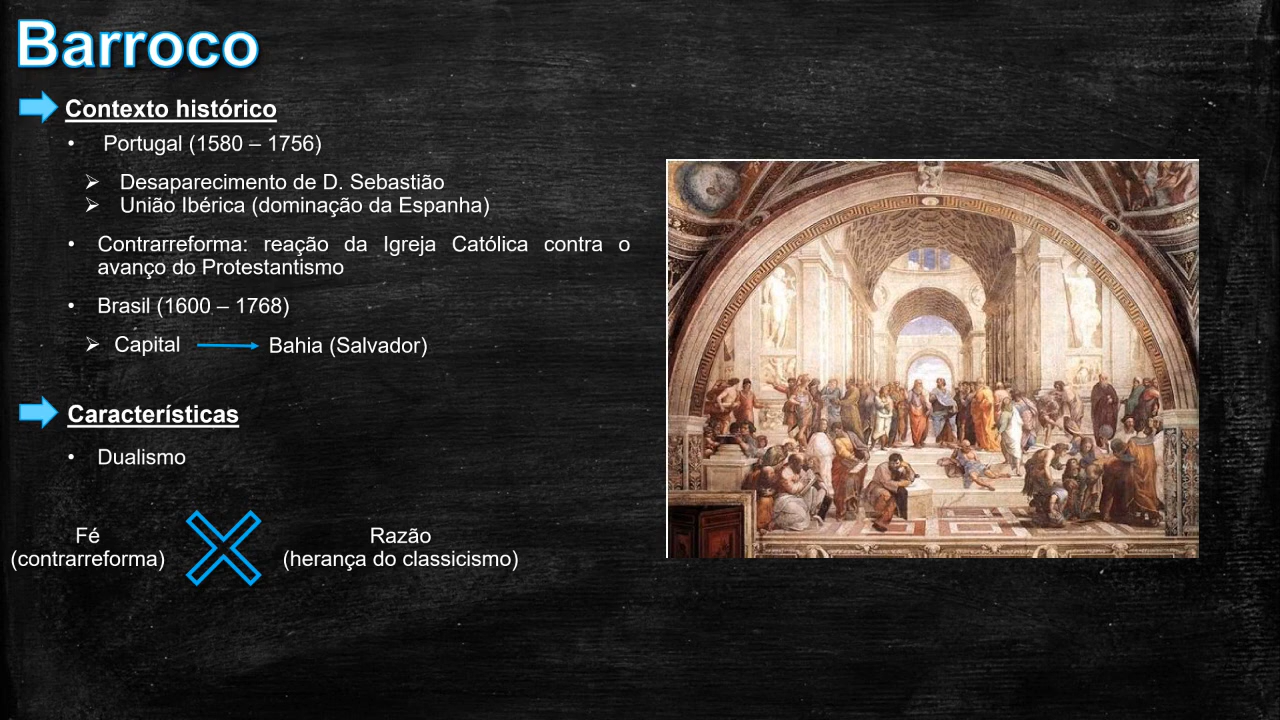 Barroco
Contexto histórico
• Portugal (1580 – 1756)
➢ Desaparecimento de D. Sebastião
➢ União Ibérica (dominação da Espanha)
• Contrarreforma: reação da Igreja Católica contra o
avanço do Protestantismo
• Brasil (1600 – 1768)
➢ Capital → Bahia (Salvador)
Características
• Dualismo
Fé Razão
(contrarreforma) (herança do classicismo)